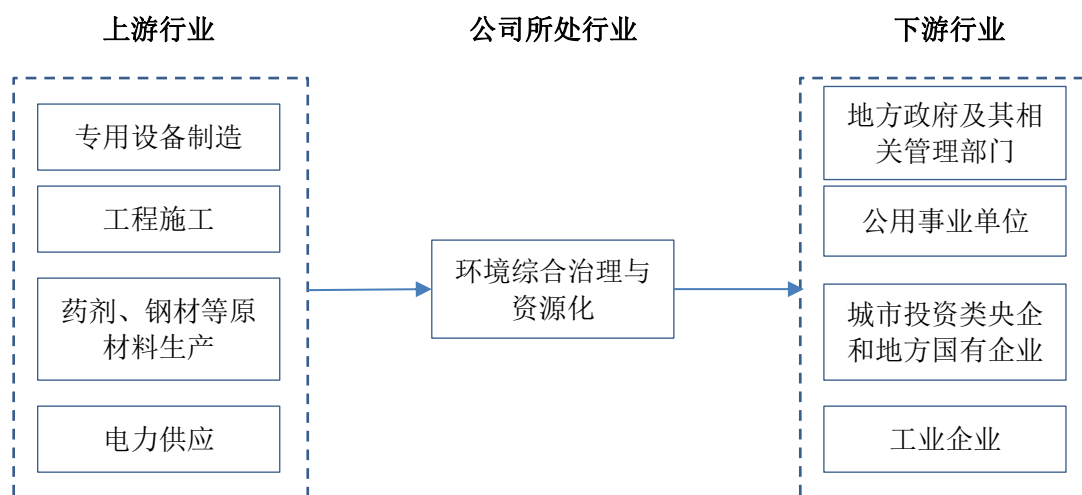 上游行业
公司所处行业
下游行业
专用设备制造
工程施工
药剂、钢材等原
材料生产
电力供应
环境综合治理与
资源化
地方政府及其相
关管理部门
公用事业单位
城市投资类央企
和地方国有企业
工业企业